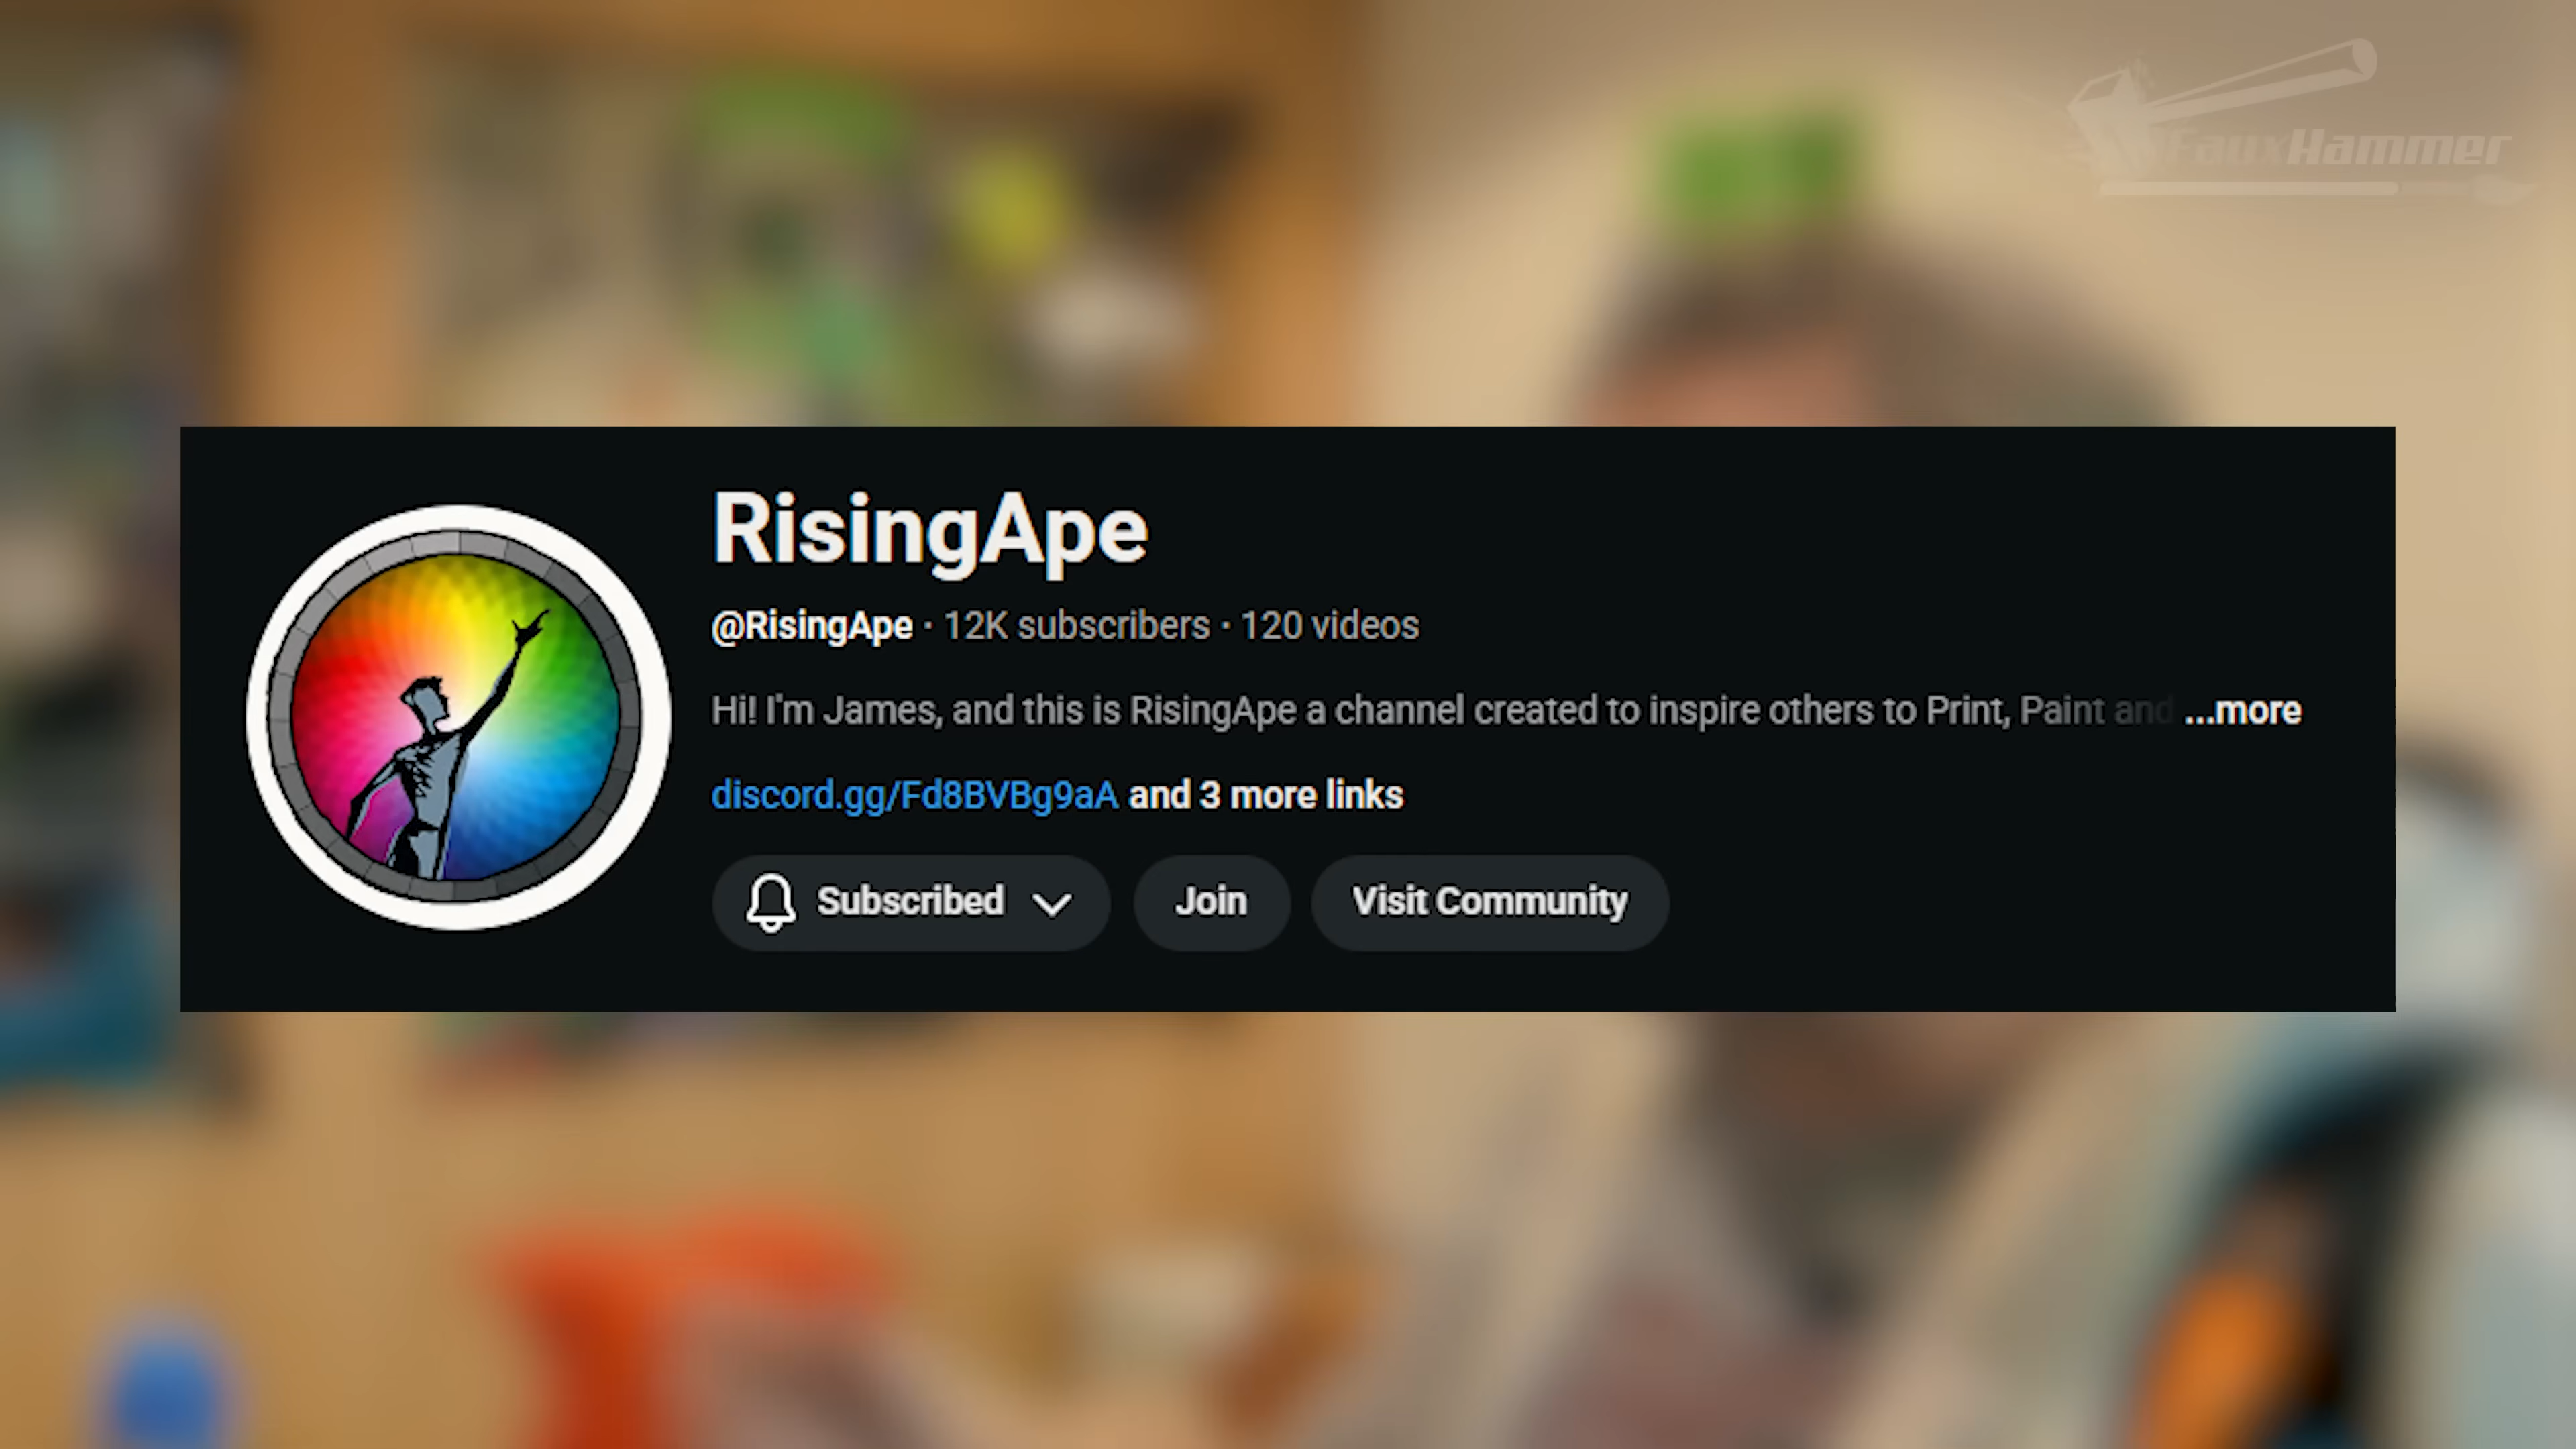 FauxHammer
RisingApe
@RisingApe · 12K subscribers · 120 videos
Hi! I'm James, and this is RisingApe a channel created to inspire others to Print, Paint and ...more
discord.gg/Fd8BVBg9aA and 3 more links
Subscribed
Join
Visit Community